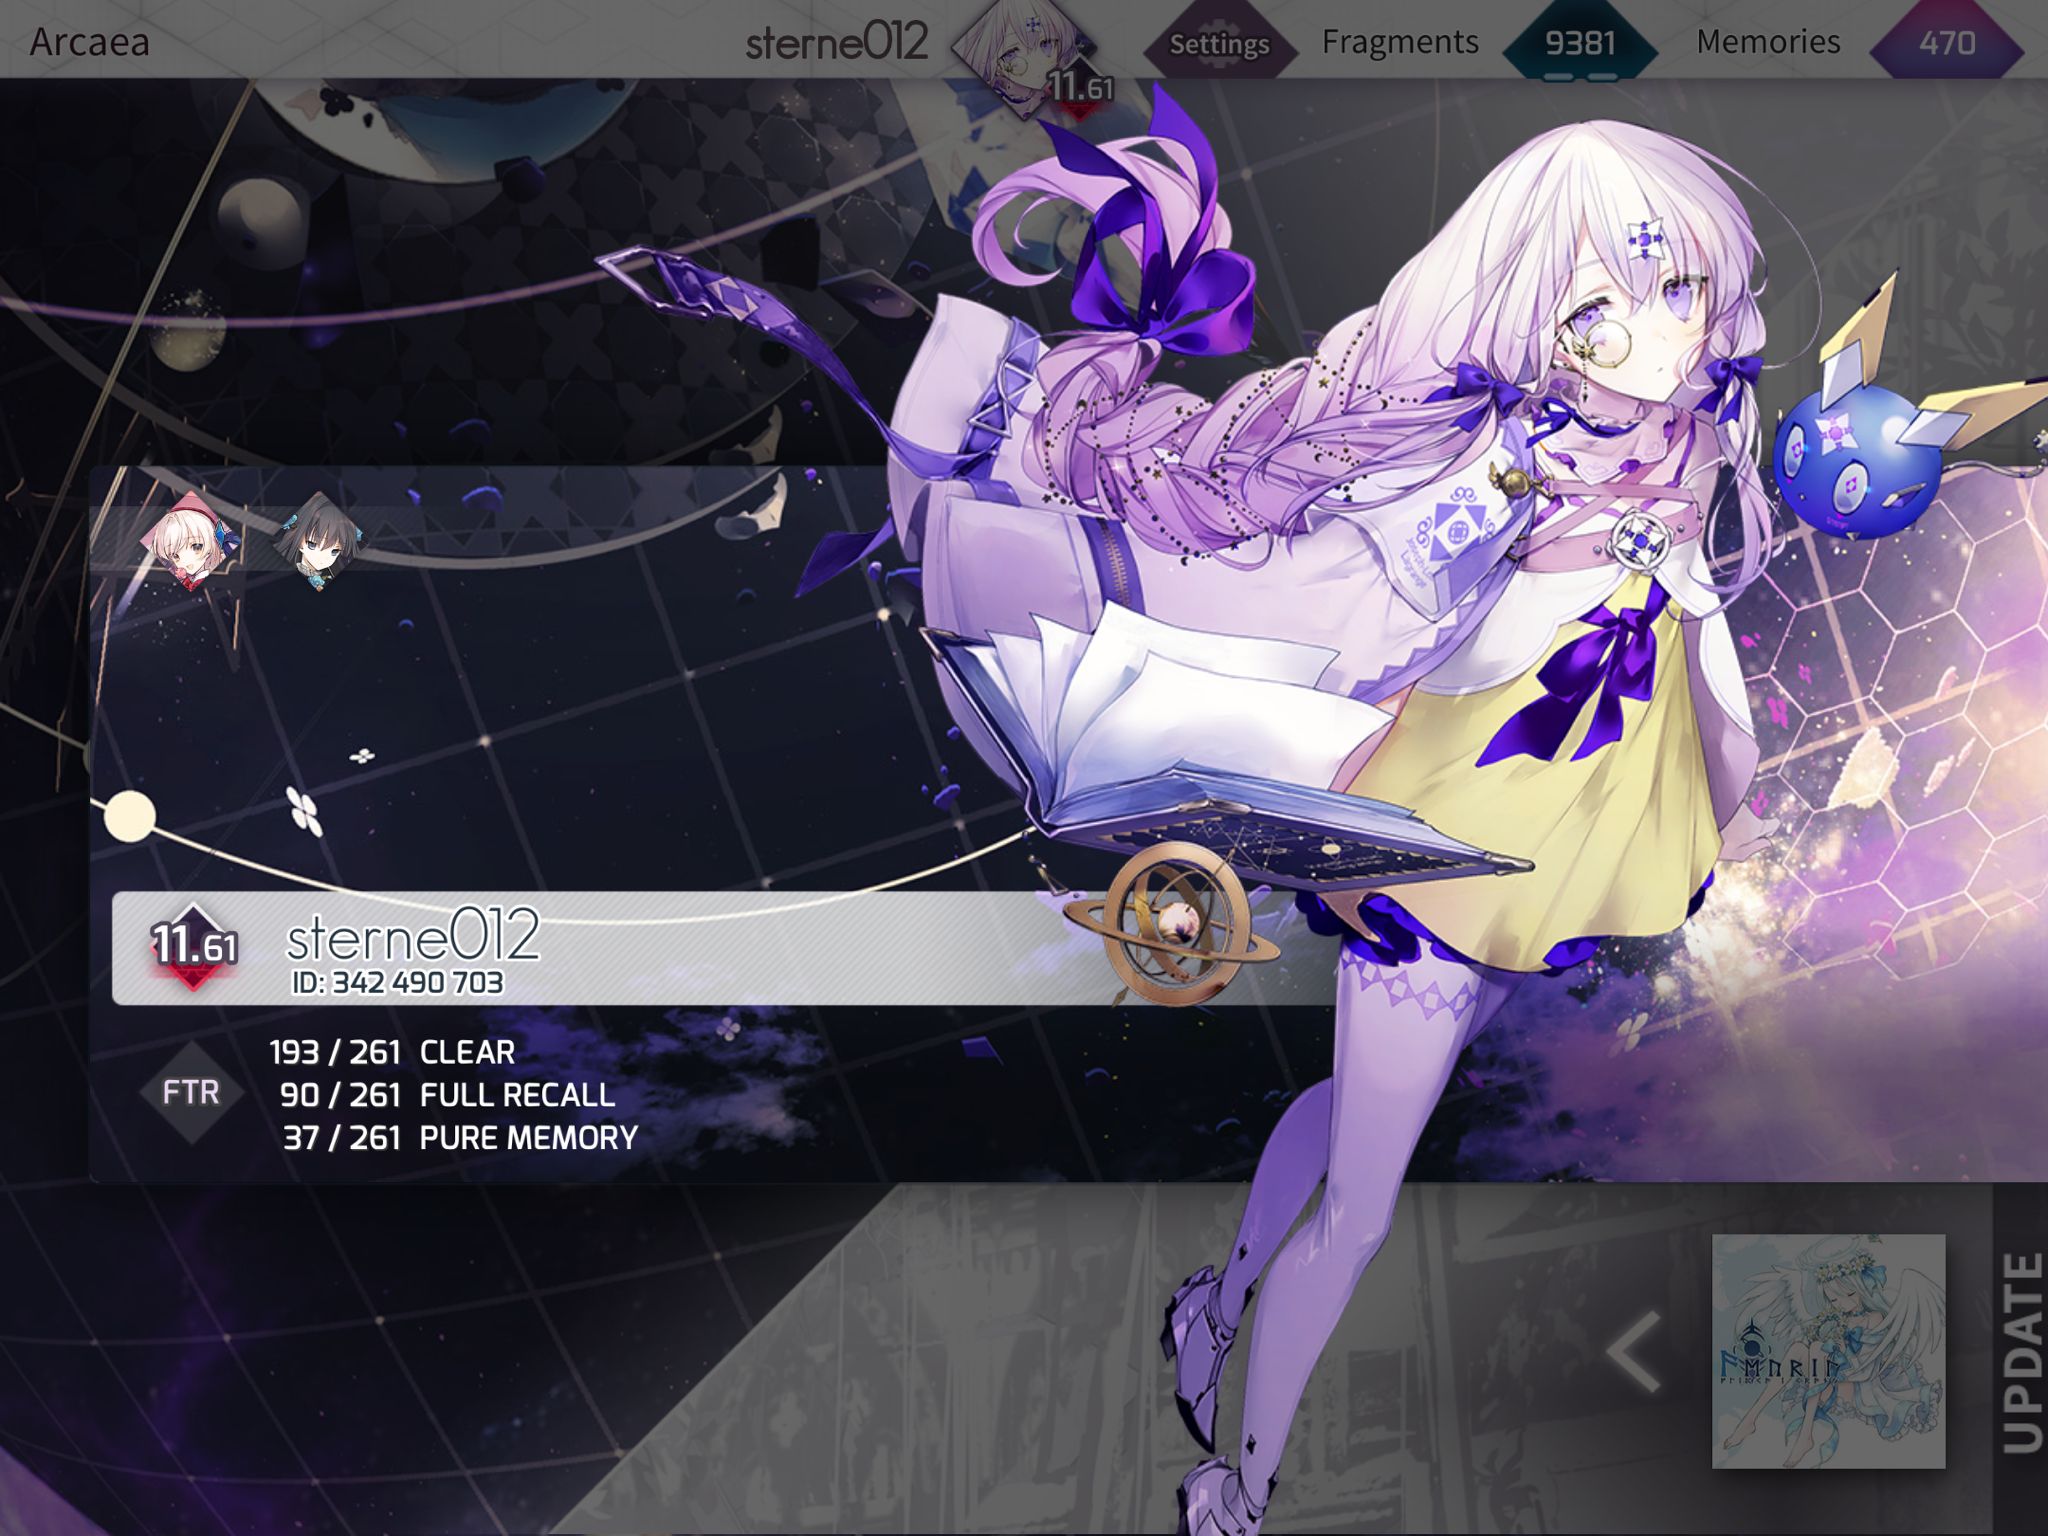 Arcaea
sterne012
11.61
Settings
Fragments
9381
Memories
470
11.61
sterne012
ID: 342 490 703
FTR
193 / 261 CLEAR
90 / 261 FULL RECALL
37 / 261 PURE MEMORY
UPDATE